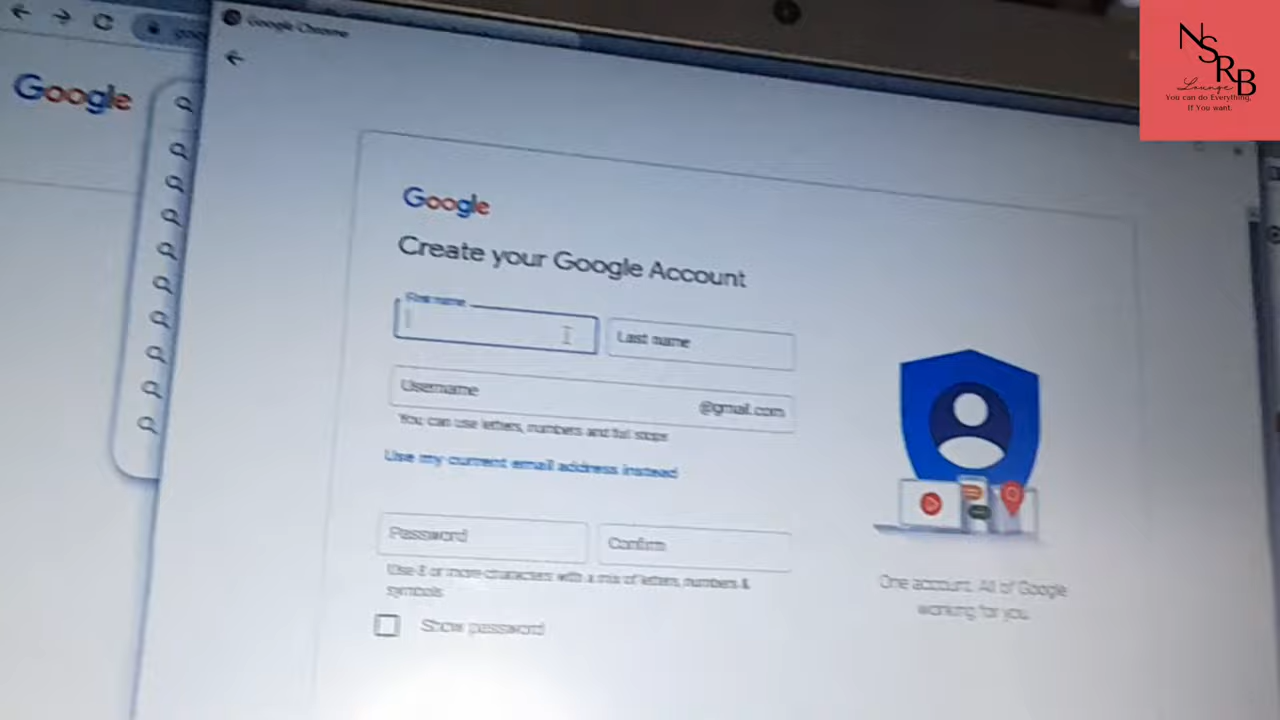 Google Chrome
Google
Google
Create your Google Account
First name
Last name
Username
@gmail.com
You can use letters, numbers and full stops
Use my current email address instead
Password
Confirm
Use 8 or more characters with a mix of letters, numbers &
symbols
Show password
One account. All of Google
working for you.
NSRB
Lounge
You can do Everything,
If You want.